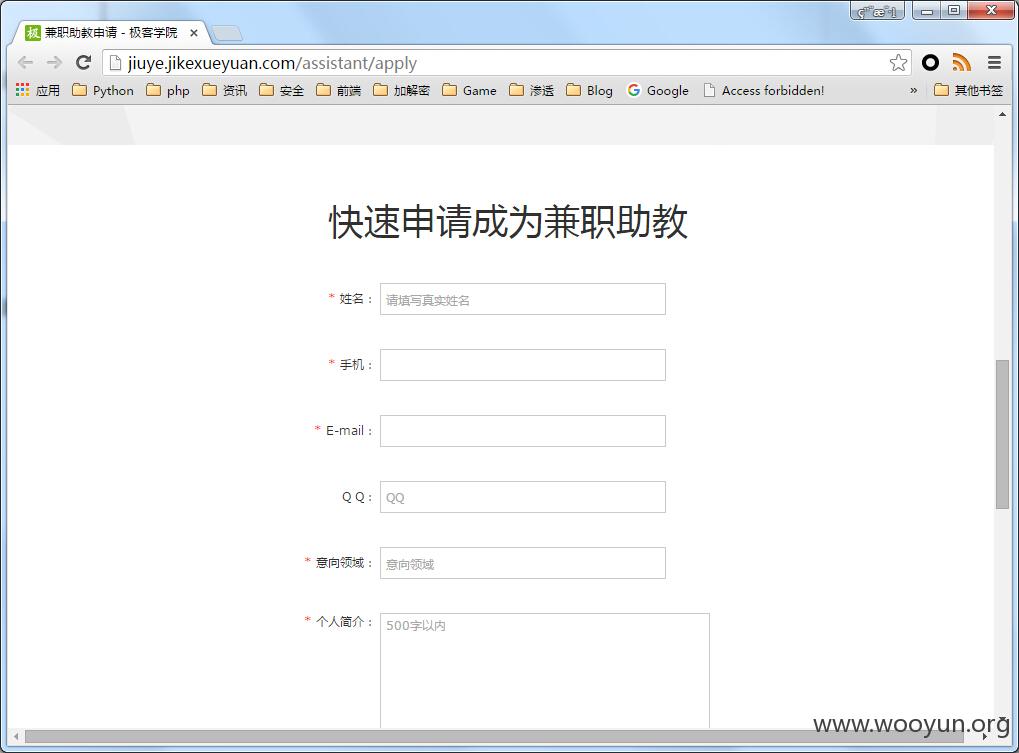 兼职助教申请 - 极客学院
jiuye.jikexueyuan.com/assistant/apply
应用 Python php 资讯 安全 前端 加解密 Game 渗透 Blog Google Access forbidden! » 其他书签
快速申请成为兼职助教
* 姓名： 请填写真实姓名
* 手机：
* E-mail：
Q Q： QQ
* 意向领域： 意向领域
* 个人简介： 500字以内
www.wooyun.org